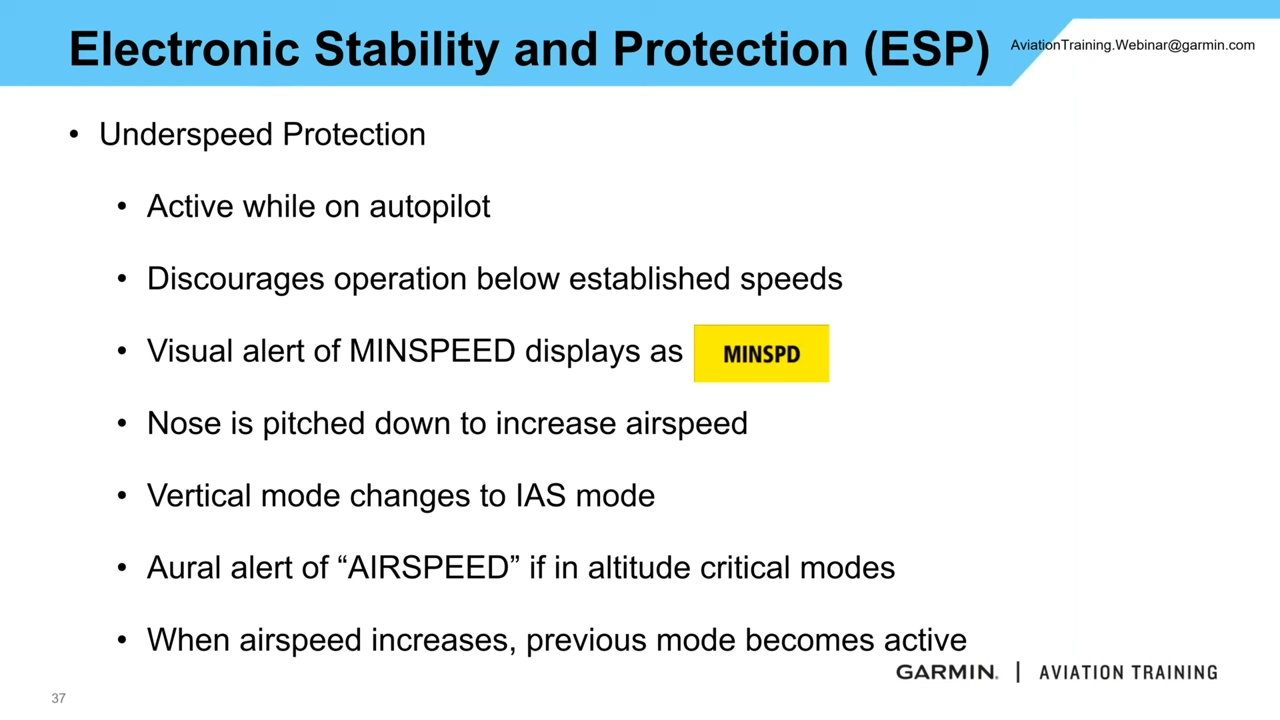 Electronic Stability and Protection (ESP)
AviationTraining.Webinar@garmin.com
• Underspeed Protection
• Active while on autopilot
• Discourages operation below established speeds
• Visual alert of MINSPEED displays as MINSPD
• Nose is pitched down to increase airspeed
• Vertical mode changes to IAS mode
• Aural alert of “AIRSPEED” if in altitude critical modes
• When airspeed increases, previous mode becomes active
GARMIN. | AVIATION TRAINING
37